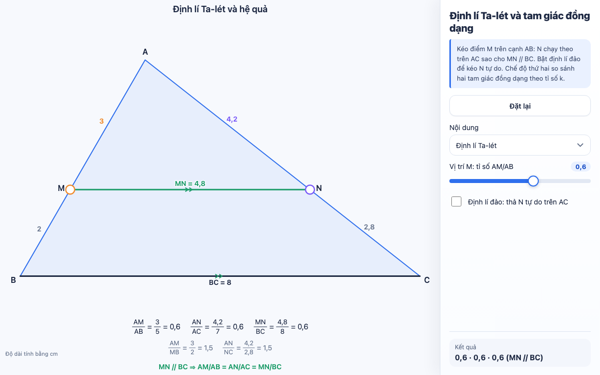 Định lí Ta-lét và hệ quả
A
3
4,2
MN = 4,8
M
N
2
2,8
B
C
BC = 8
AM/AB = 3/5 = 0,6 AN/AC = 4,2/7 = 0,6 MN/BC = 4,8/8 = 0,6
AM/MB = 3/2 = 1,5 AN/NC = 4,2/2,8 = 1,5
Độ dài tính bằng cm
MN // BC ⇒ AM/AB = AN/AC = MN/BC
Định lí Ta-lét và tam giác đồng
dạng
Kéo điểm M trên cạnh AB: N chạy theo
trên AC sao cho MN // BC. Bật định lí đảo
để kéo N tự do. Chế độ thứ hai so sánh
hai tam giác đồng dạng theo tỉ số k.
Đặt lại
Nội dung
Định lí Ta-lét
Vị trí M: tỉ số AM/AB
0,6
Định lí đảo: thả N tự do trên AC
Kết quả
0,6 · 0,6 · 0,6 (MN // BC)